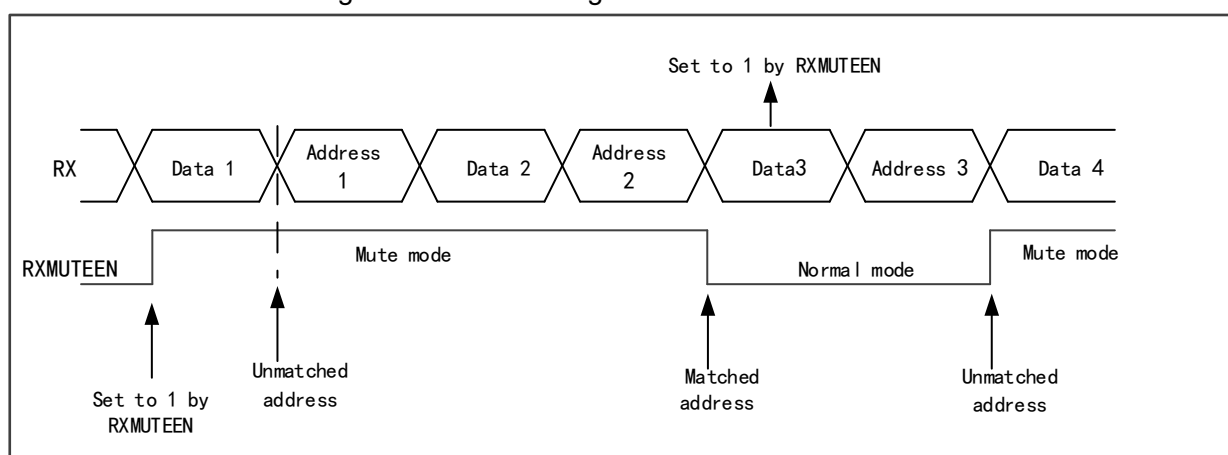 Set to 1 by RXMUTEEN
RX
Data 1
Address
1
Data 2
Address
2
Data3
Address 3
Data 4
RXMUTEEN
Mute mode
Normal mode
Mute mode
Set to 1 by
RXMUTEEN
Unmatched
address
Matched
address
Unmatched
address